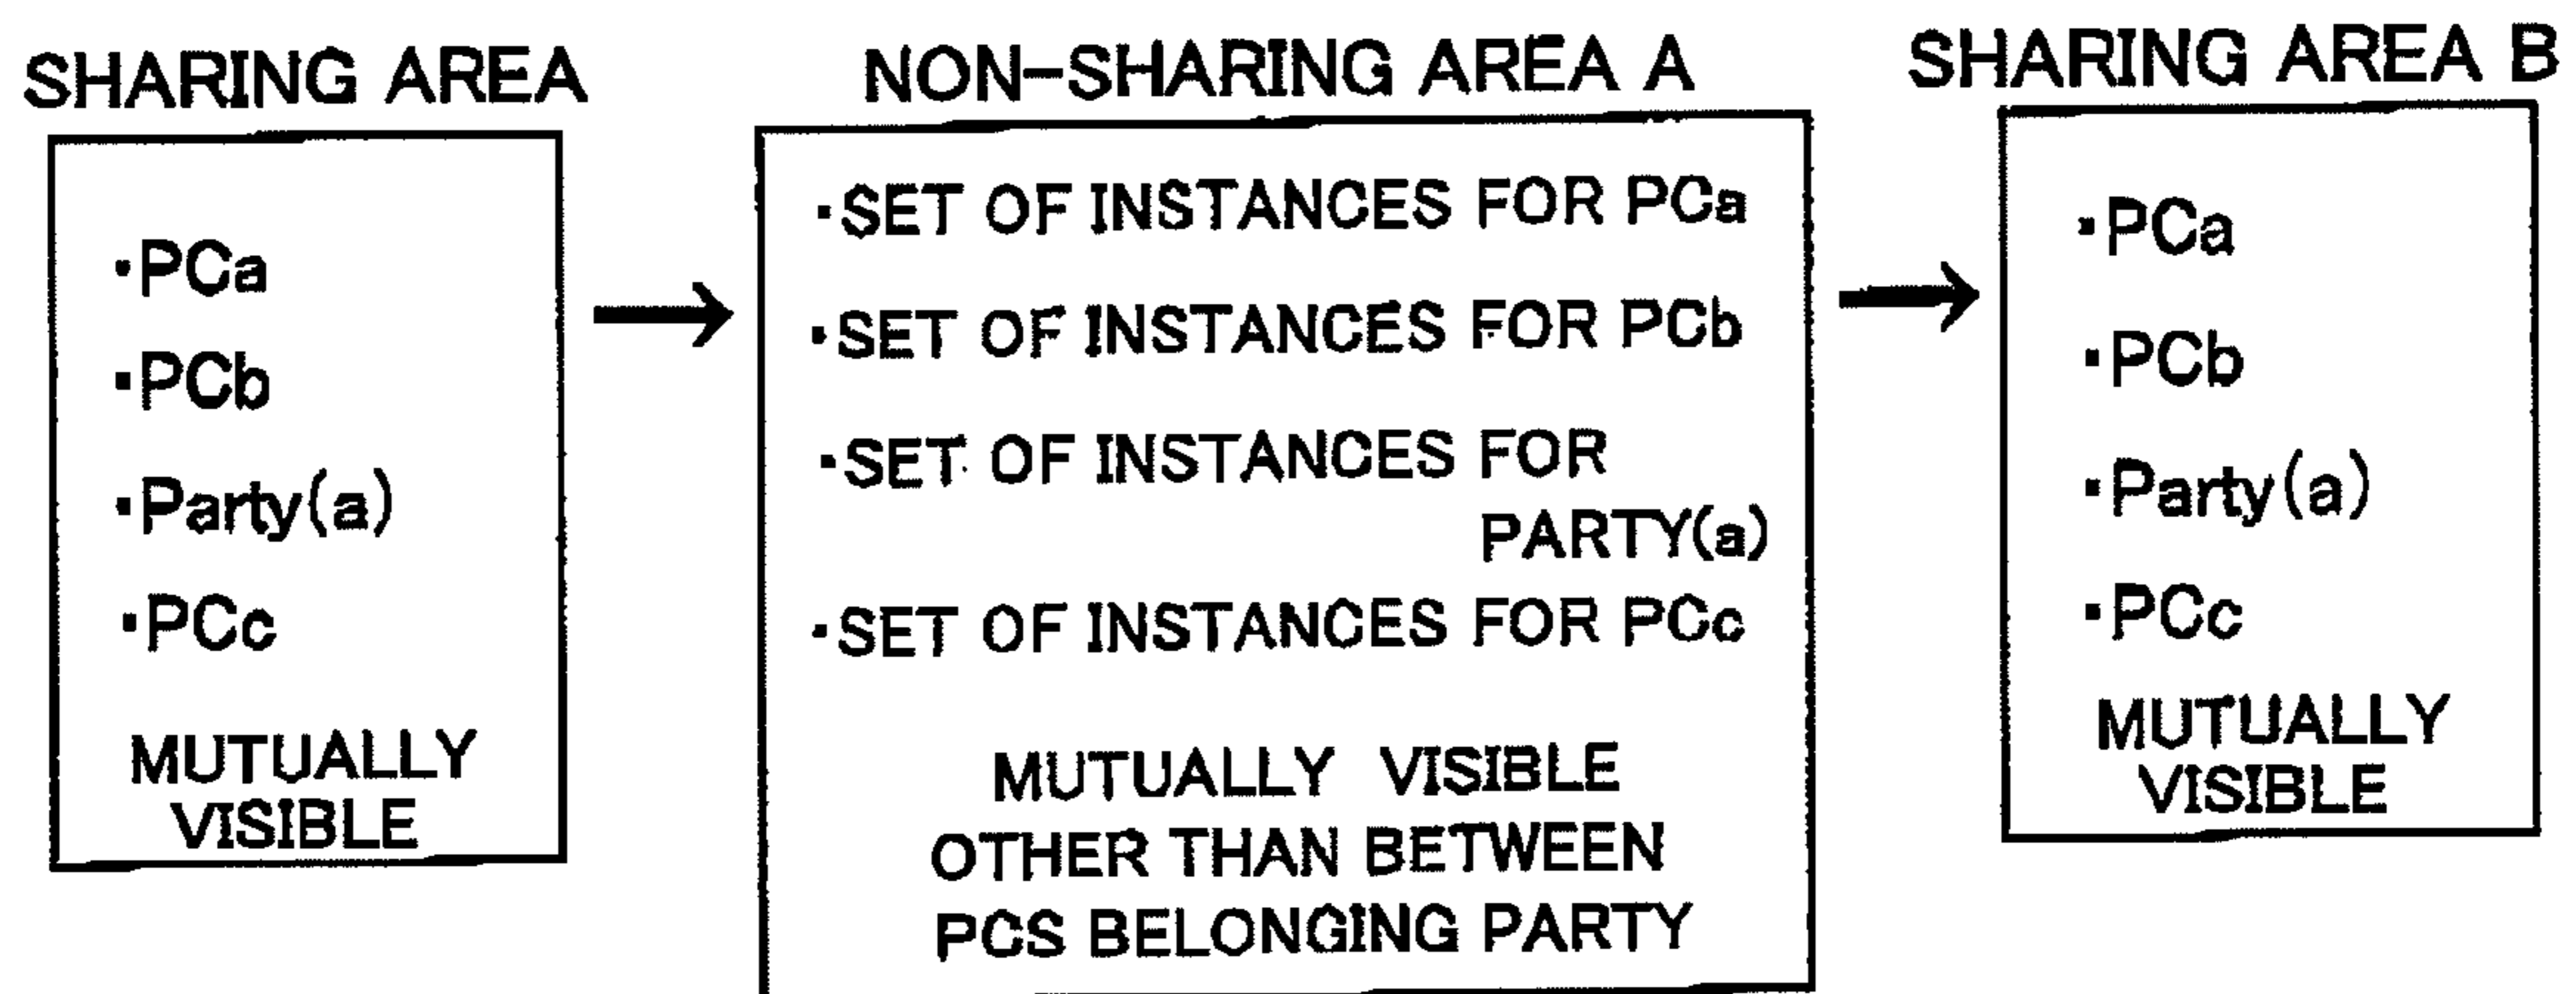 SHARING AREA
·PCa
·PCb
·Party(a)
·PCc
MUTUALLY
VISIBLE
NON-SHARING AREA A
·SET OF INSTANCES FOR PCa
·SET OF INSTANCES FOR PCb
·SET OF INSTANCES FOR
PARTY(a)
·SET OF INSTANCES FOR PCc
MUTUALLY VISIBLE
OTHER THAN BETWEEN
PCS BELONGING PARTY
SHARING AREA B
·PCa
·PCb
·Party(a)
·PCc
MUTUALLY
VISIBLE